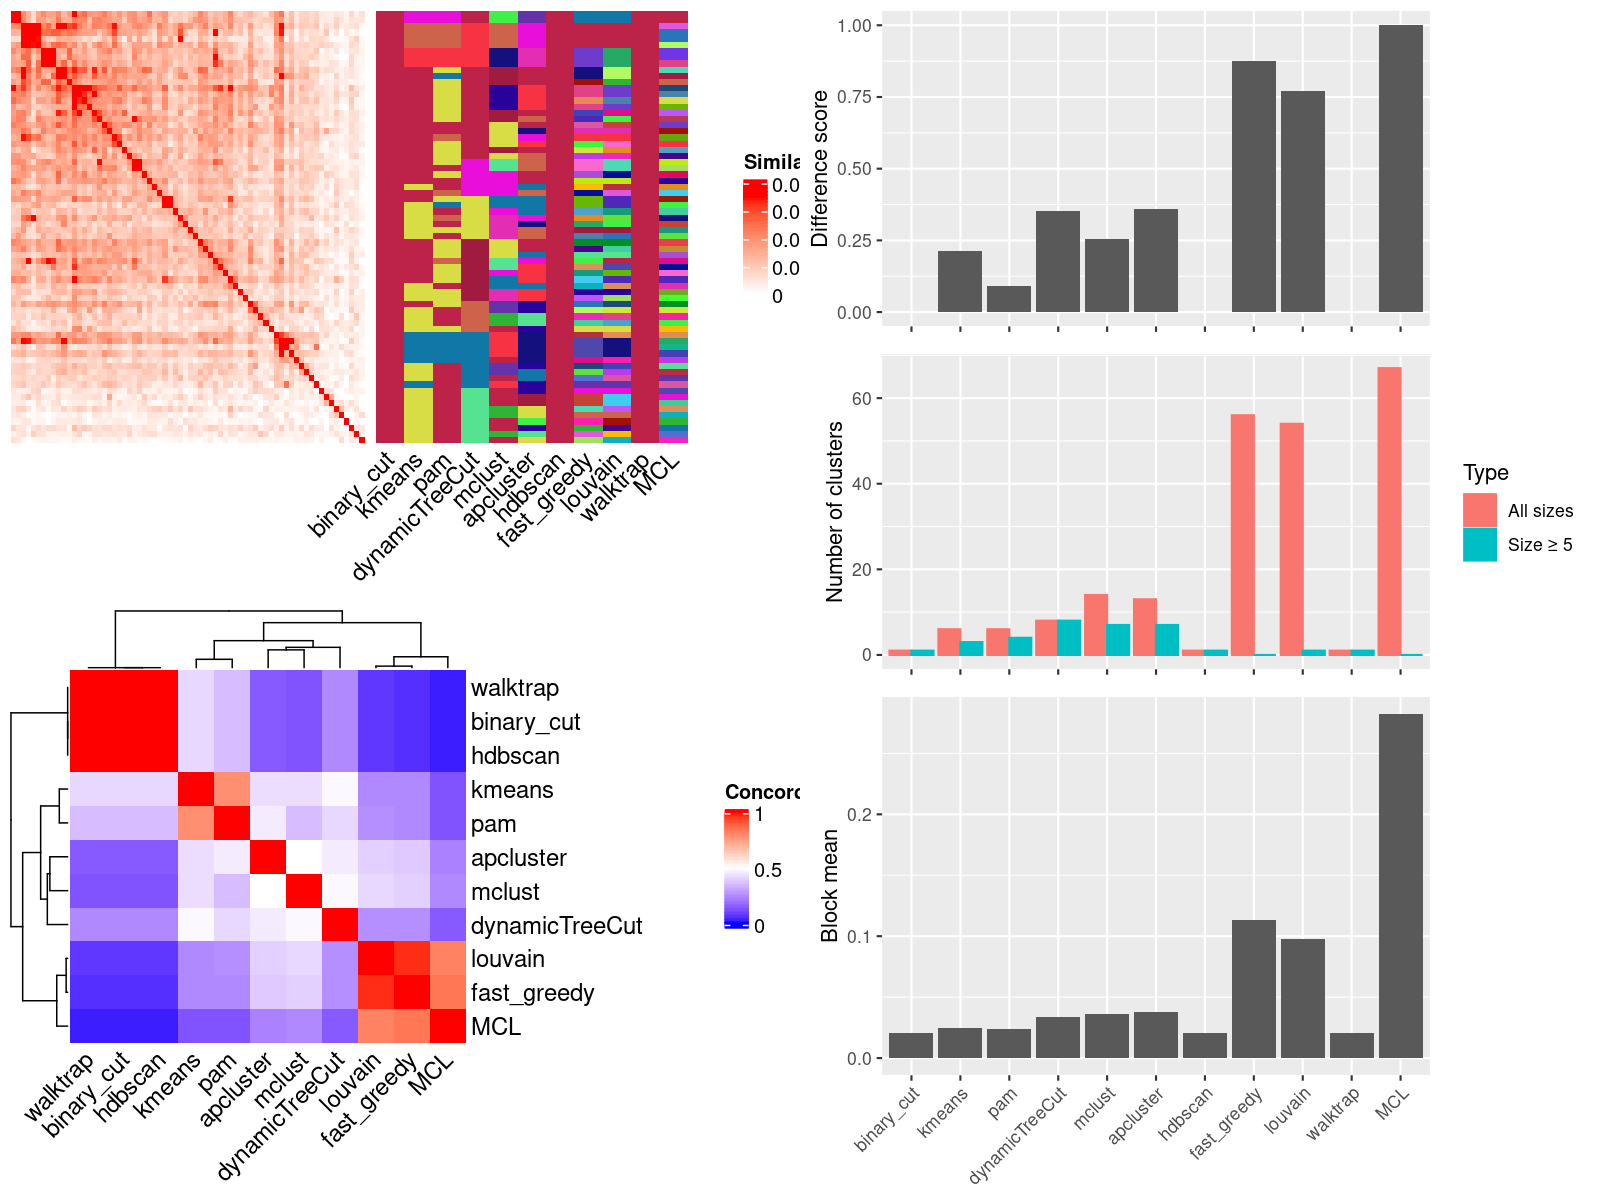 Simila
0.0
0.0
0.0
0.0
0
binary_cut
kmeans
pam
dynamicTreeCut
mclust
apcluster
hdbscan
fast_greedy
louvain
walktrap
MCL
walktrap
binary_cut
hdbscan
kmeans
pam
apcluster
mclust
dynamicTreeCut
louvain
fast_greedy
MCL
walktrap
binary_cut
hdbscan
kmeans
pam
apcluster
mclust
dynamicTreeCut
louvain
fast_greedy
MCL
Concord
1
0.5
0
Difference score
1.00
0.75
0.50
0.25
0.00
Number of clusters
60
40
20
0
Type
All sizes
Size ≥ 5
Block mean
0.2
0.1
0.0
binary_cut
kmeans
pam
dynamicTreeCut
mclust
apcluster
hdbscan
fast_greedy
louvain
walktrap
MCL